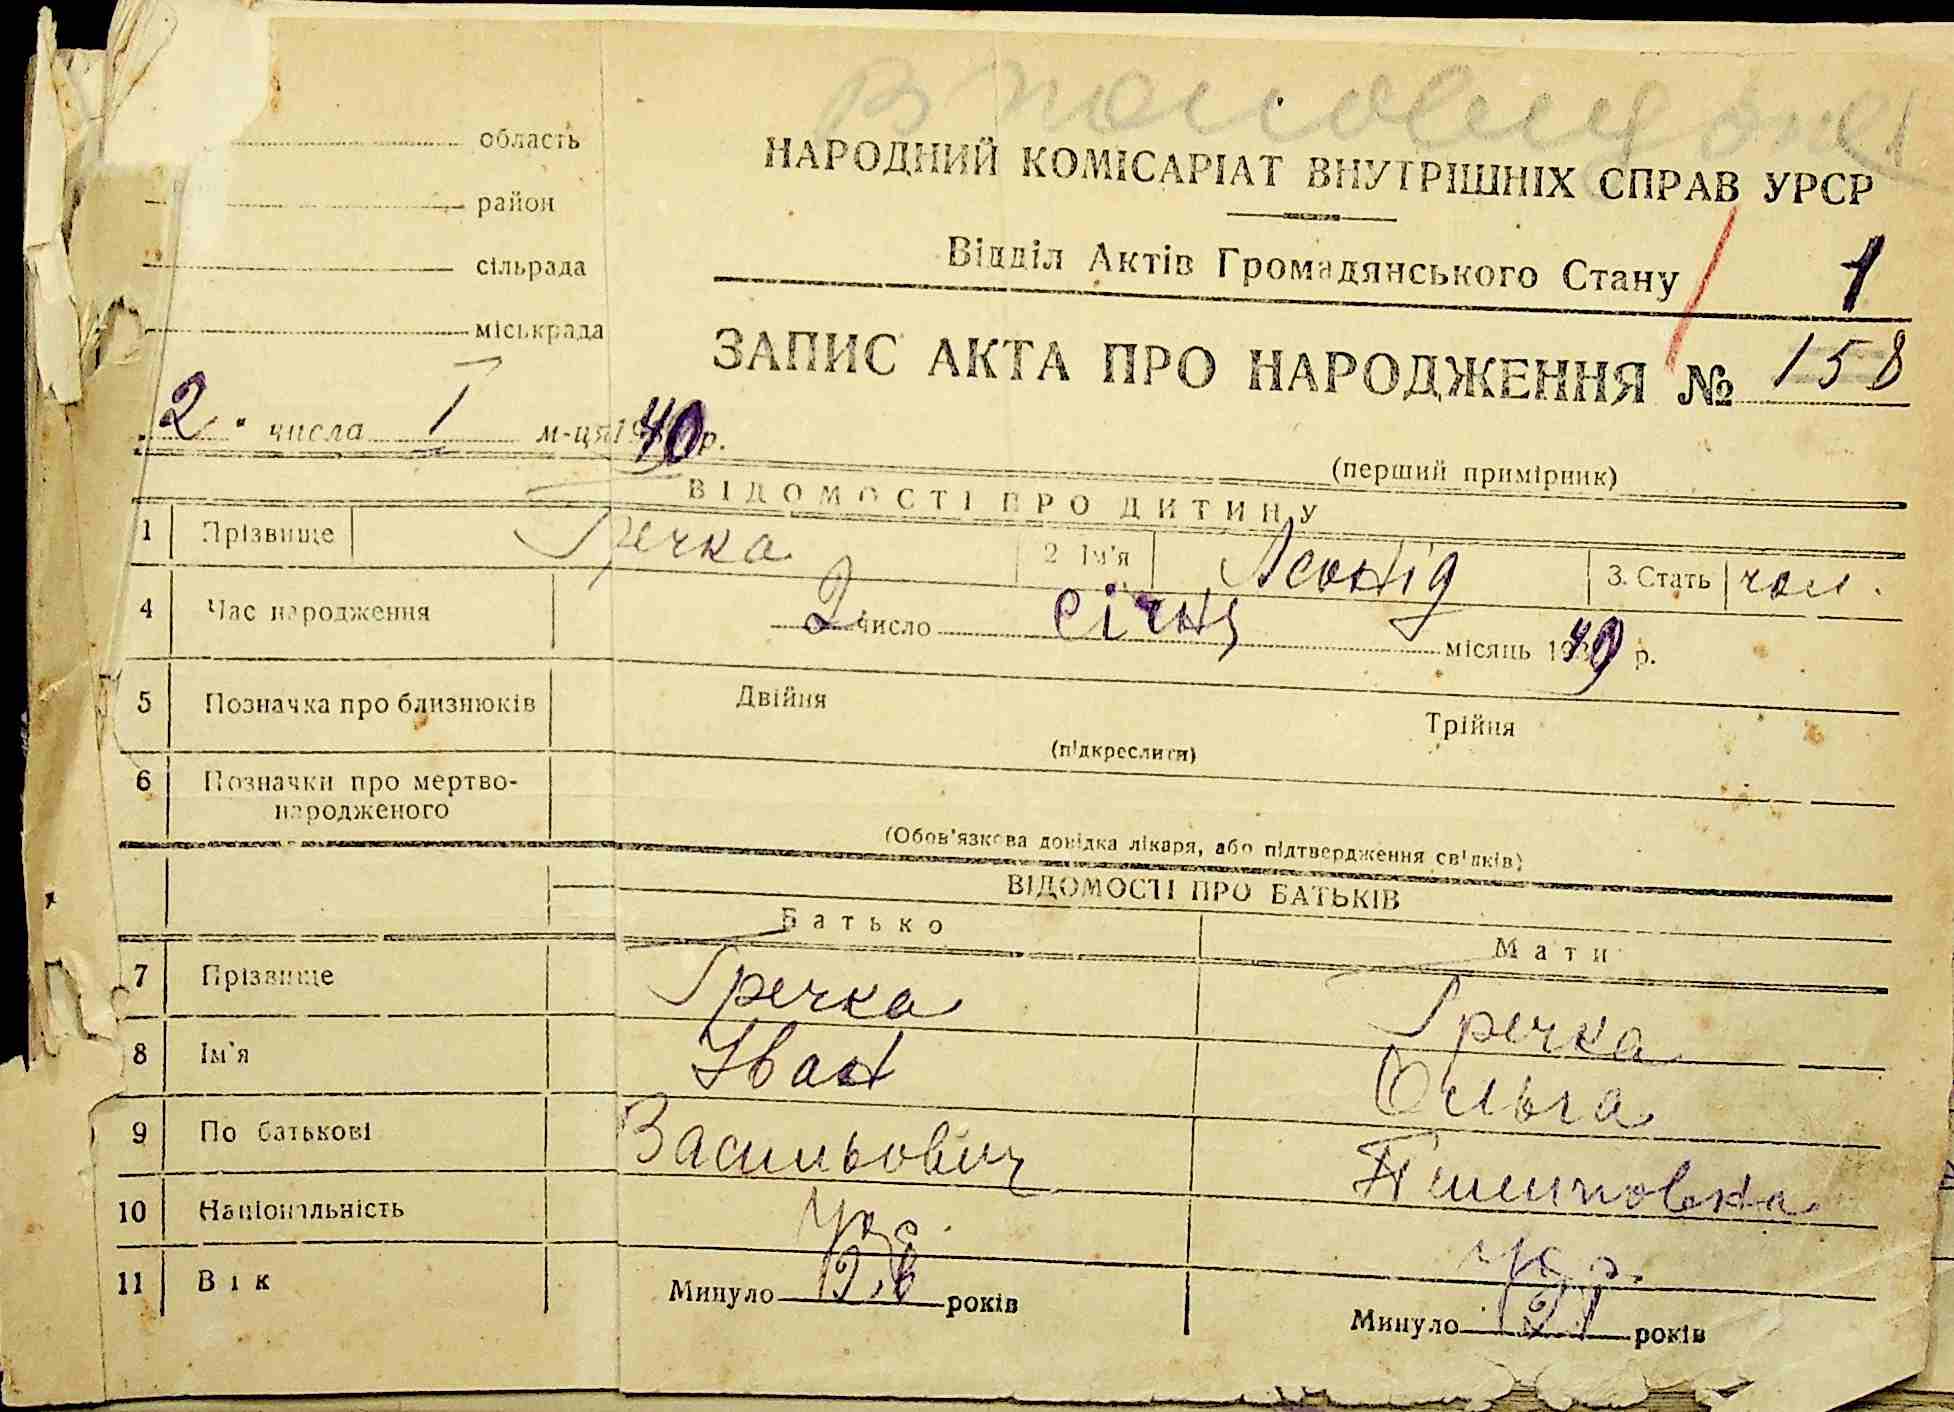 область
район
сільрада
міськрада
НАРОДНИЙ КОМІСАРІАТ ВНУТРІШНІХ СПРАВ УРСР
Відділ Актів Громадянського Стану
1
ЗАПИС АКТА ПРО НАРОДЖЕННЯ № 158
2 числа I м-ця 1940 р.
(перший примірник)
ВІДОМОСТІ ПРО ДИТИНУ
1 Прізвище Гречка 2 Ім'я Леонід 3. Стать чол.
4 Час народження 2 число січня місяць 1940 р.
5 Позначка про близнюків Двійня Трійня
(підкреслити)
6 Позначки про мертво-
народженого
(Обов'язкова довідка лікаря, або підтвердження свідків)
ВІДОМОСТІ ПРО БАТЬКІВ
Батько Мати
7 Прізвище Гречка Гречка
8 Ім'я Іван Ольга
9 По батькові Васильович
10 Національність укр. укр.
11 Вік Минуло 28 років Минуло 21 років